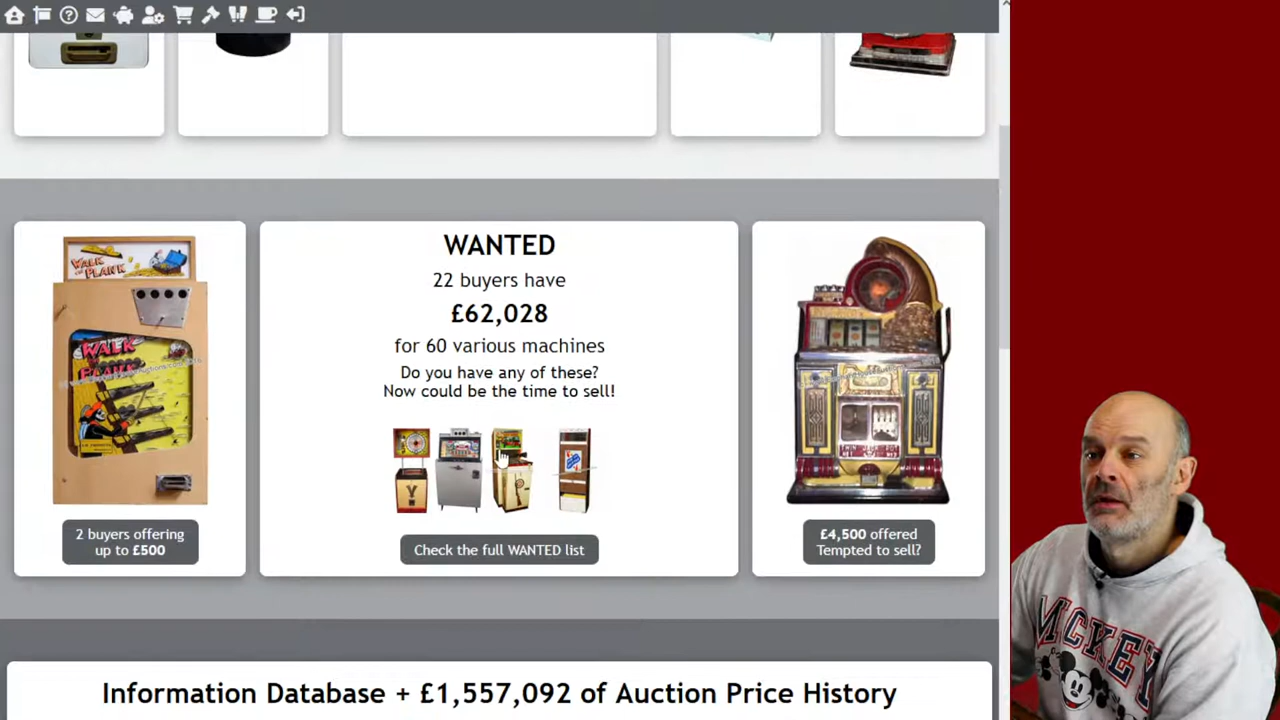 WALK
PLANK
WALK
PLANK
2 buyers offering
up to £500
WANTED
22 buyers have
£62,028
for 60 various machines
Do you have any of these?
Now could be the time to sell!
Check the full WANTED list
£4,500 offered
Tempted to sell?
Information Database + £1,557,092 of Auction Price History
MICKEY